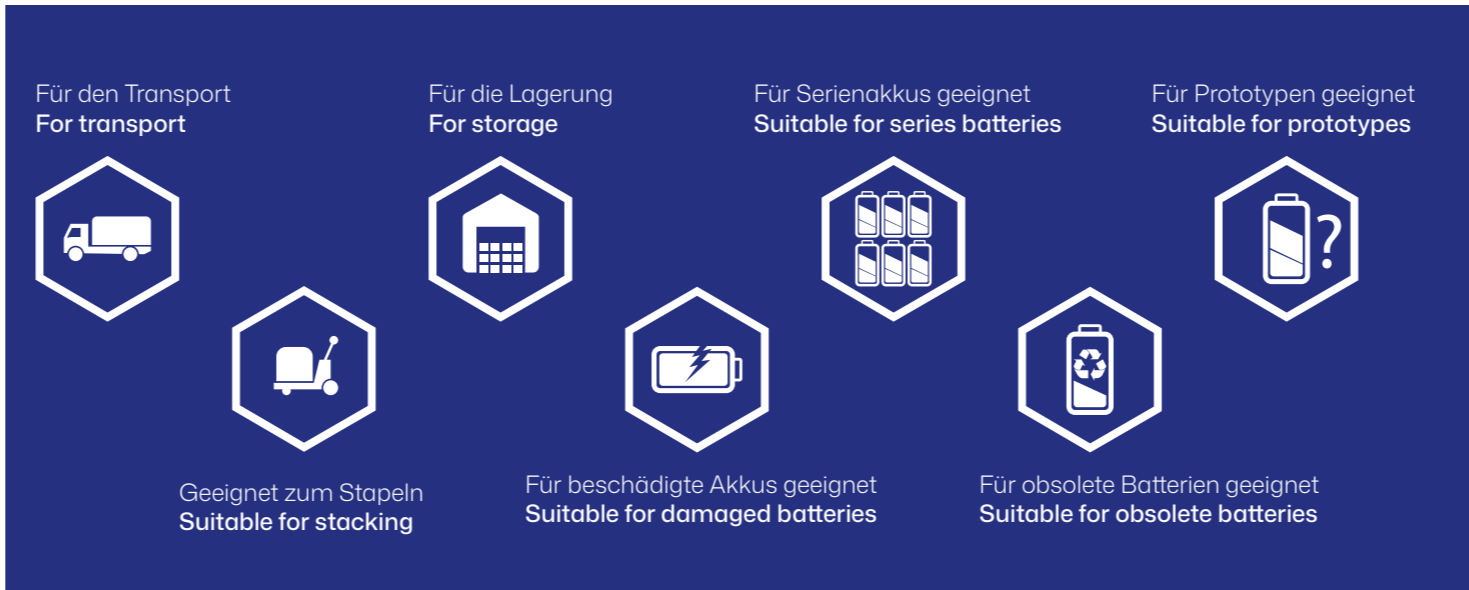 Für den Transport
For transport
Für die Lagerung
For storage
Für Serienakkus geeignet
Suitable for series batteries
Für Prototypen geeignet
Suitable for prototypes
?
Geeignet zum Stapeln
Suitable for stacking
Für beschädigte Akkus geeignet
Suitable for damaged batteries
Für obsolete Batterien geeignet
Suitable for obsolete batteries